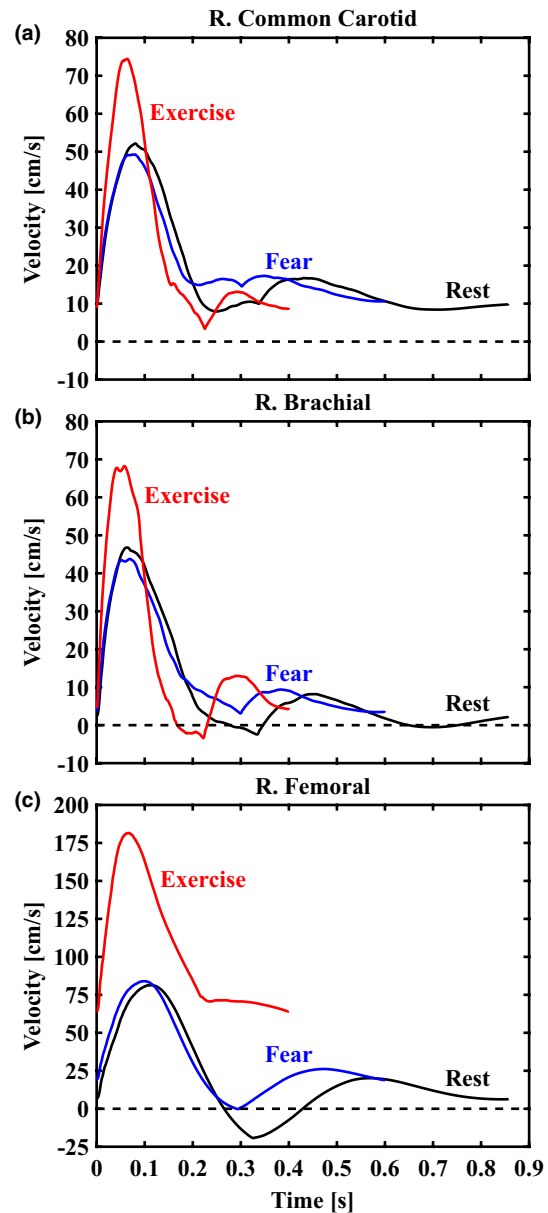 (a)
R. Common Carotid
80
70
60
50
40
30
20
10
0
-10
Velocity [cm/s]
Exercise
Fear
Rest
(b)
R. Brachial
80
70
60
50
40
30
20
10
0
-10
Velocity [cm/s]
Exercise
Fear
Rest
(c)
R. Femoral
200
175
150
125
100
75
50
25
0
-25
Velocity [cm/s]
Exercise
Fear
Rest
0 0.1 0.2 0.3 0.4 0.5 0.6 0.7 0.8 0.9
Time [s]